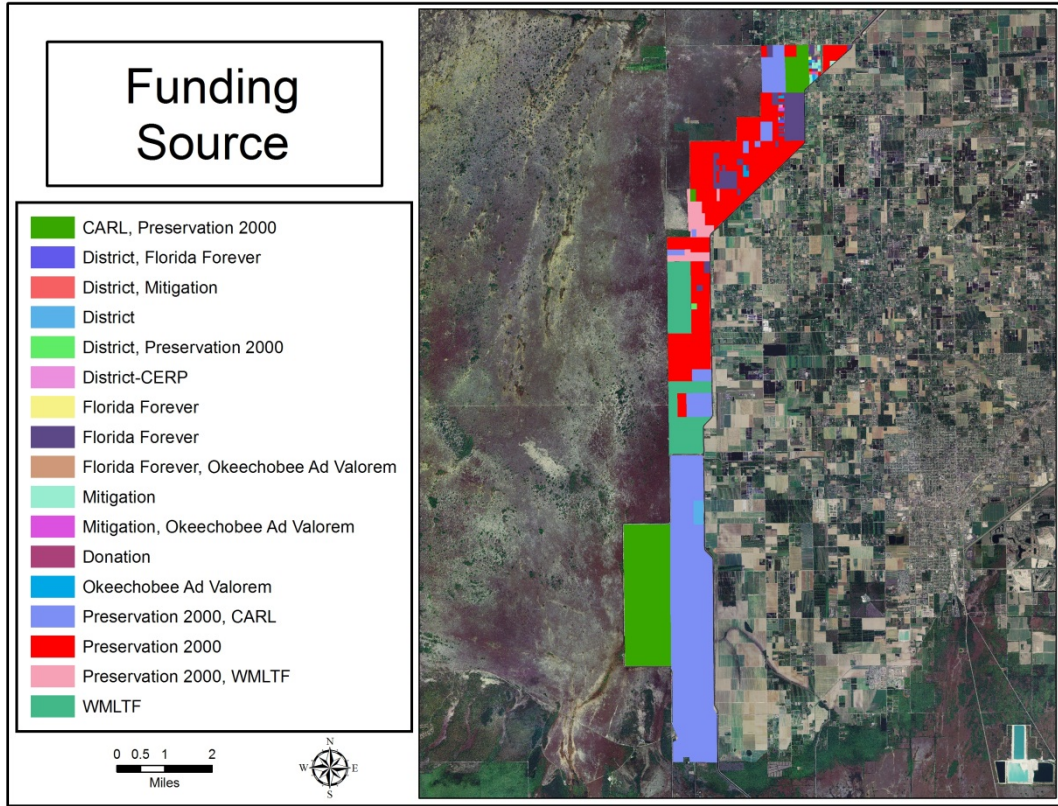 Funding
Source
CARL, Preservation 2000
District, Florida Forever
District, Mitigation
District
District, Preservation 2000
District-CERP
Florida Forever
Florida Forever
Florida Forever, Okeechobee Ad Valorem
Mitigation
Mitigation, Okeechobee Ad Valorem
Donation
Okeechobee Ad Valorem
Preservation 2000, CARL
Preservation 2000
Preservation 2000, WMLTF
WMLTF
0 0.5 1 2
Miles
N
W E
S